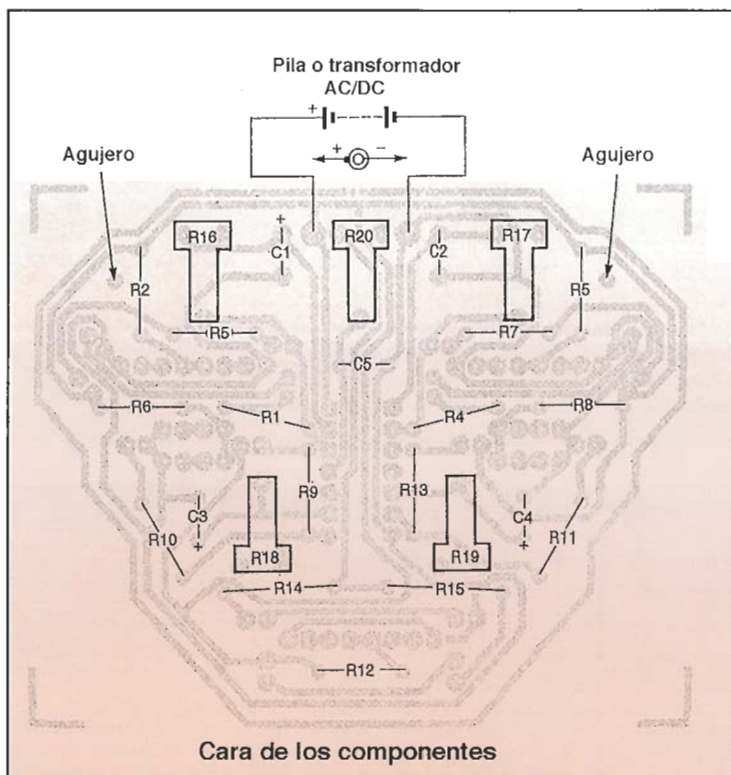 Pila o transformador
AC/DC
+
+ −
Agujero
Agujero
R16
+
C1
R20
C2
R17
R2
R5
R5
R7
C5
R6
R1
R4
R8
R9
R13
R10
C3
+
R18
R19
C4
+
R11
R14
R15
R12
Cara de los componentes